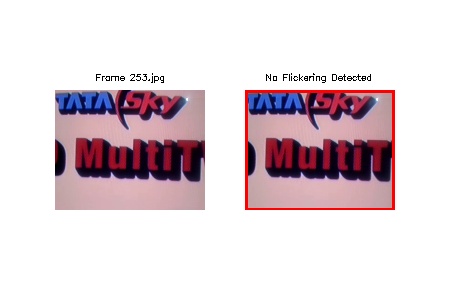 Frame 253.jpg
No Flickering Detected
TATA Sky
MultiT
TATA Sky
MultiT